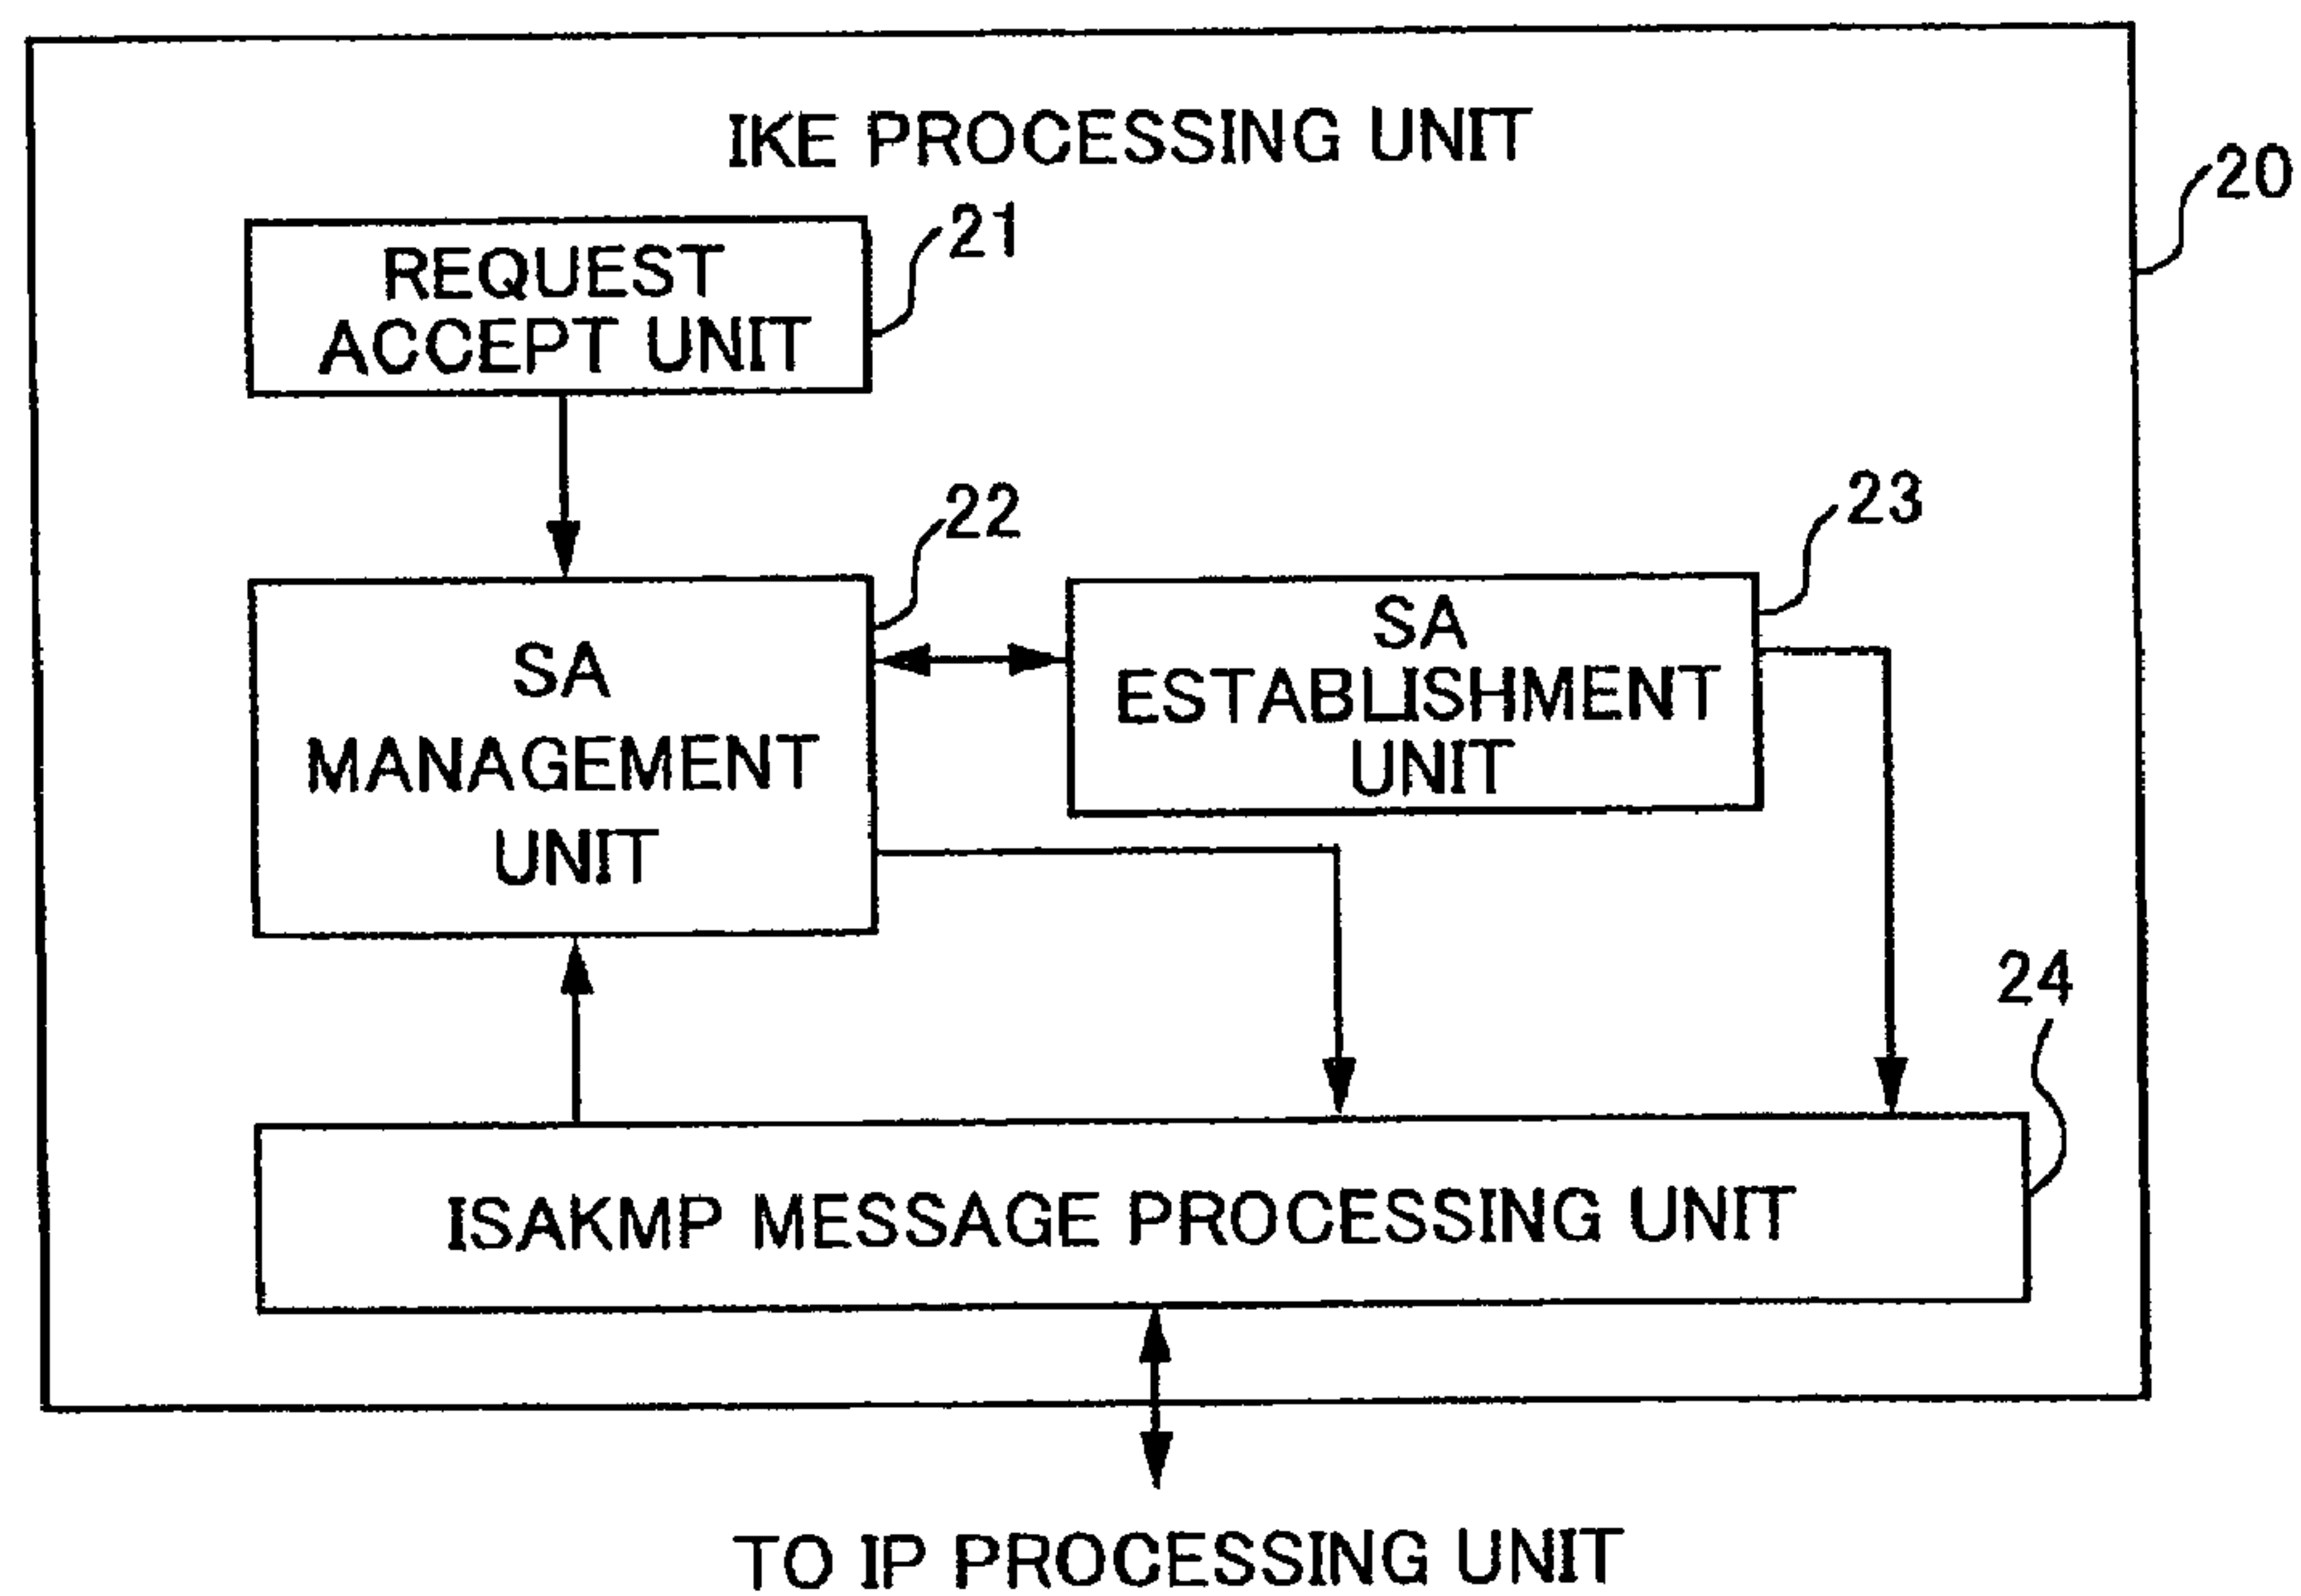 IKE PROCESSING UNIT
20
21
REQUEST
ACCEPT UNIT
22
23
SA
MANAGEMENT
UNIT
SA
ESTABLISHMENT
UNIT
24
ISAKMP MESSAGE PROCESSING UNIT
TO IP PROCESSING UNIT